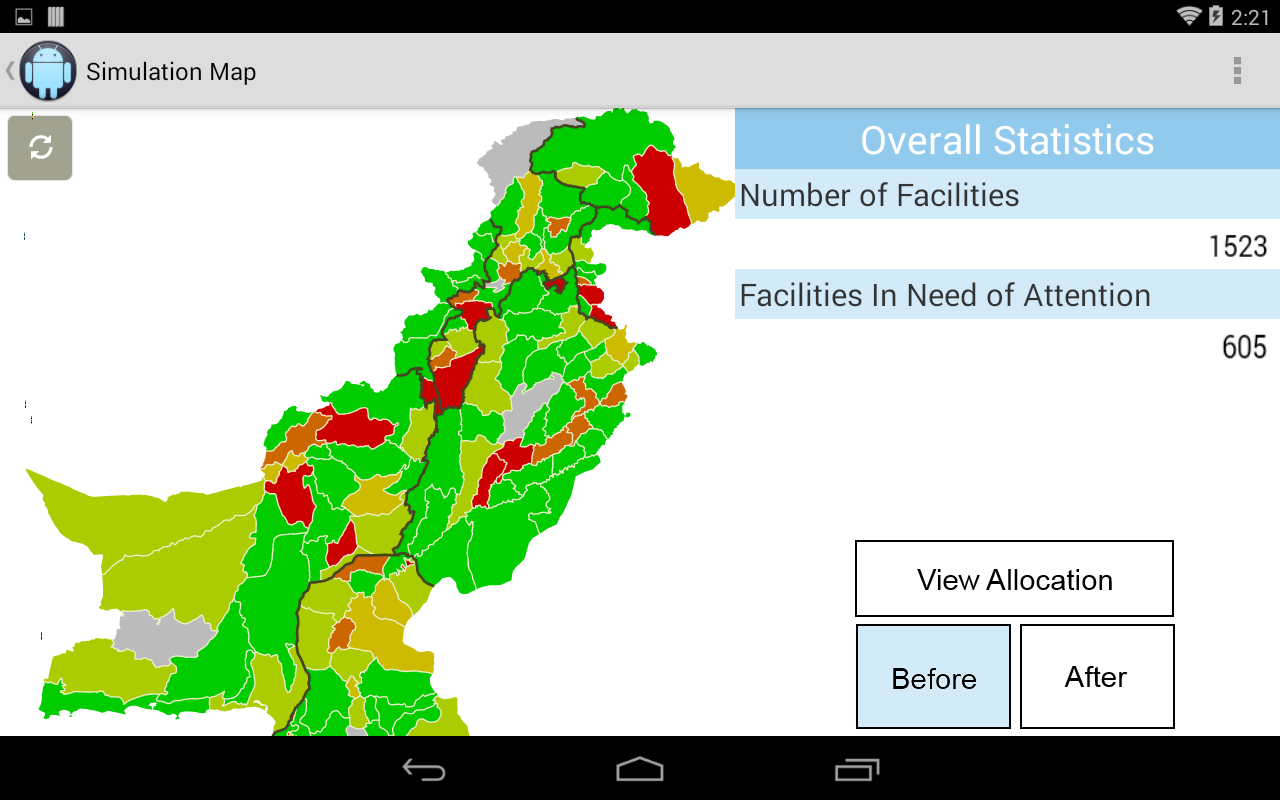 2:21
Simulation Map
Overall Statistics
Number of Facilities
1523
Facilities In Need of Attention
605
View Allocation
Before
After